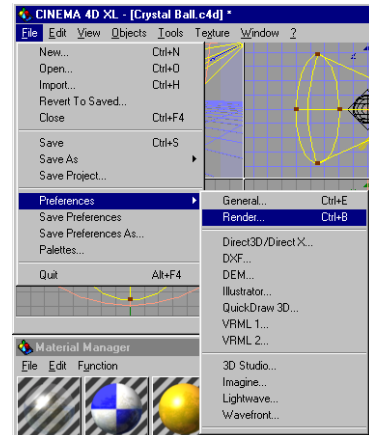 CINEMA 4D XL - [Crystal Ball.c4d] *
File Edit View Objects Tools Texture Window ?
New... Ctrl+N
Open... Ctrl+O
Import... Ctrl+H
Revert To Saved...
Close Ctrl+F4
Save Ctrl+S
Save As
Save Project...
Preferences
Save Preferences
Save Preferences As...
Palettes...
Quit Alt+F4
General... Ctrl+E
Render... Ctrl+B
Direct3D/Direct X...
DXF...
DEM...
Illustrator...
QuickDraw 3D...
VRML 1...
VRML 2...
3D Studio...
Imagine...
Lightwave...
Wavefront...
Material Manager
File Edit Function